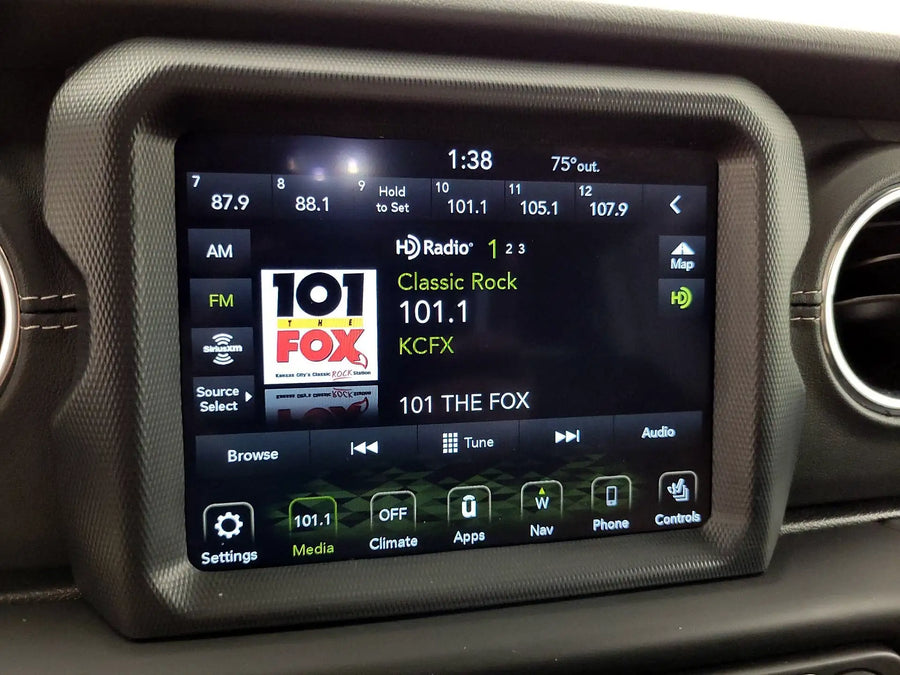 1:38 75°out.
7 87.9 8 88.1 9 Hold to Set 10 101.1 11 105.1 12 107.9
AM
HD Radio 1 2 3
Map
Classic Rock
FM
101.1
HD
KCFX
101
THE
FOX
Kansas City's Classic ROCK Station
SiriusXM
Source
Select
101 THE FOX
Browse Tune Audio
101.1 OFF W
Settings Media Climate Apps Nav Phone Controls